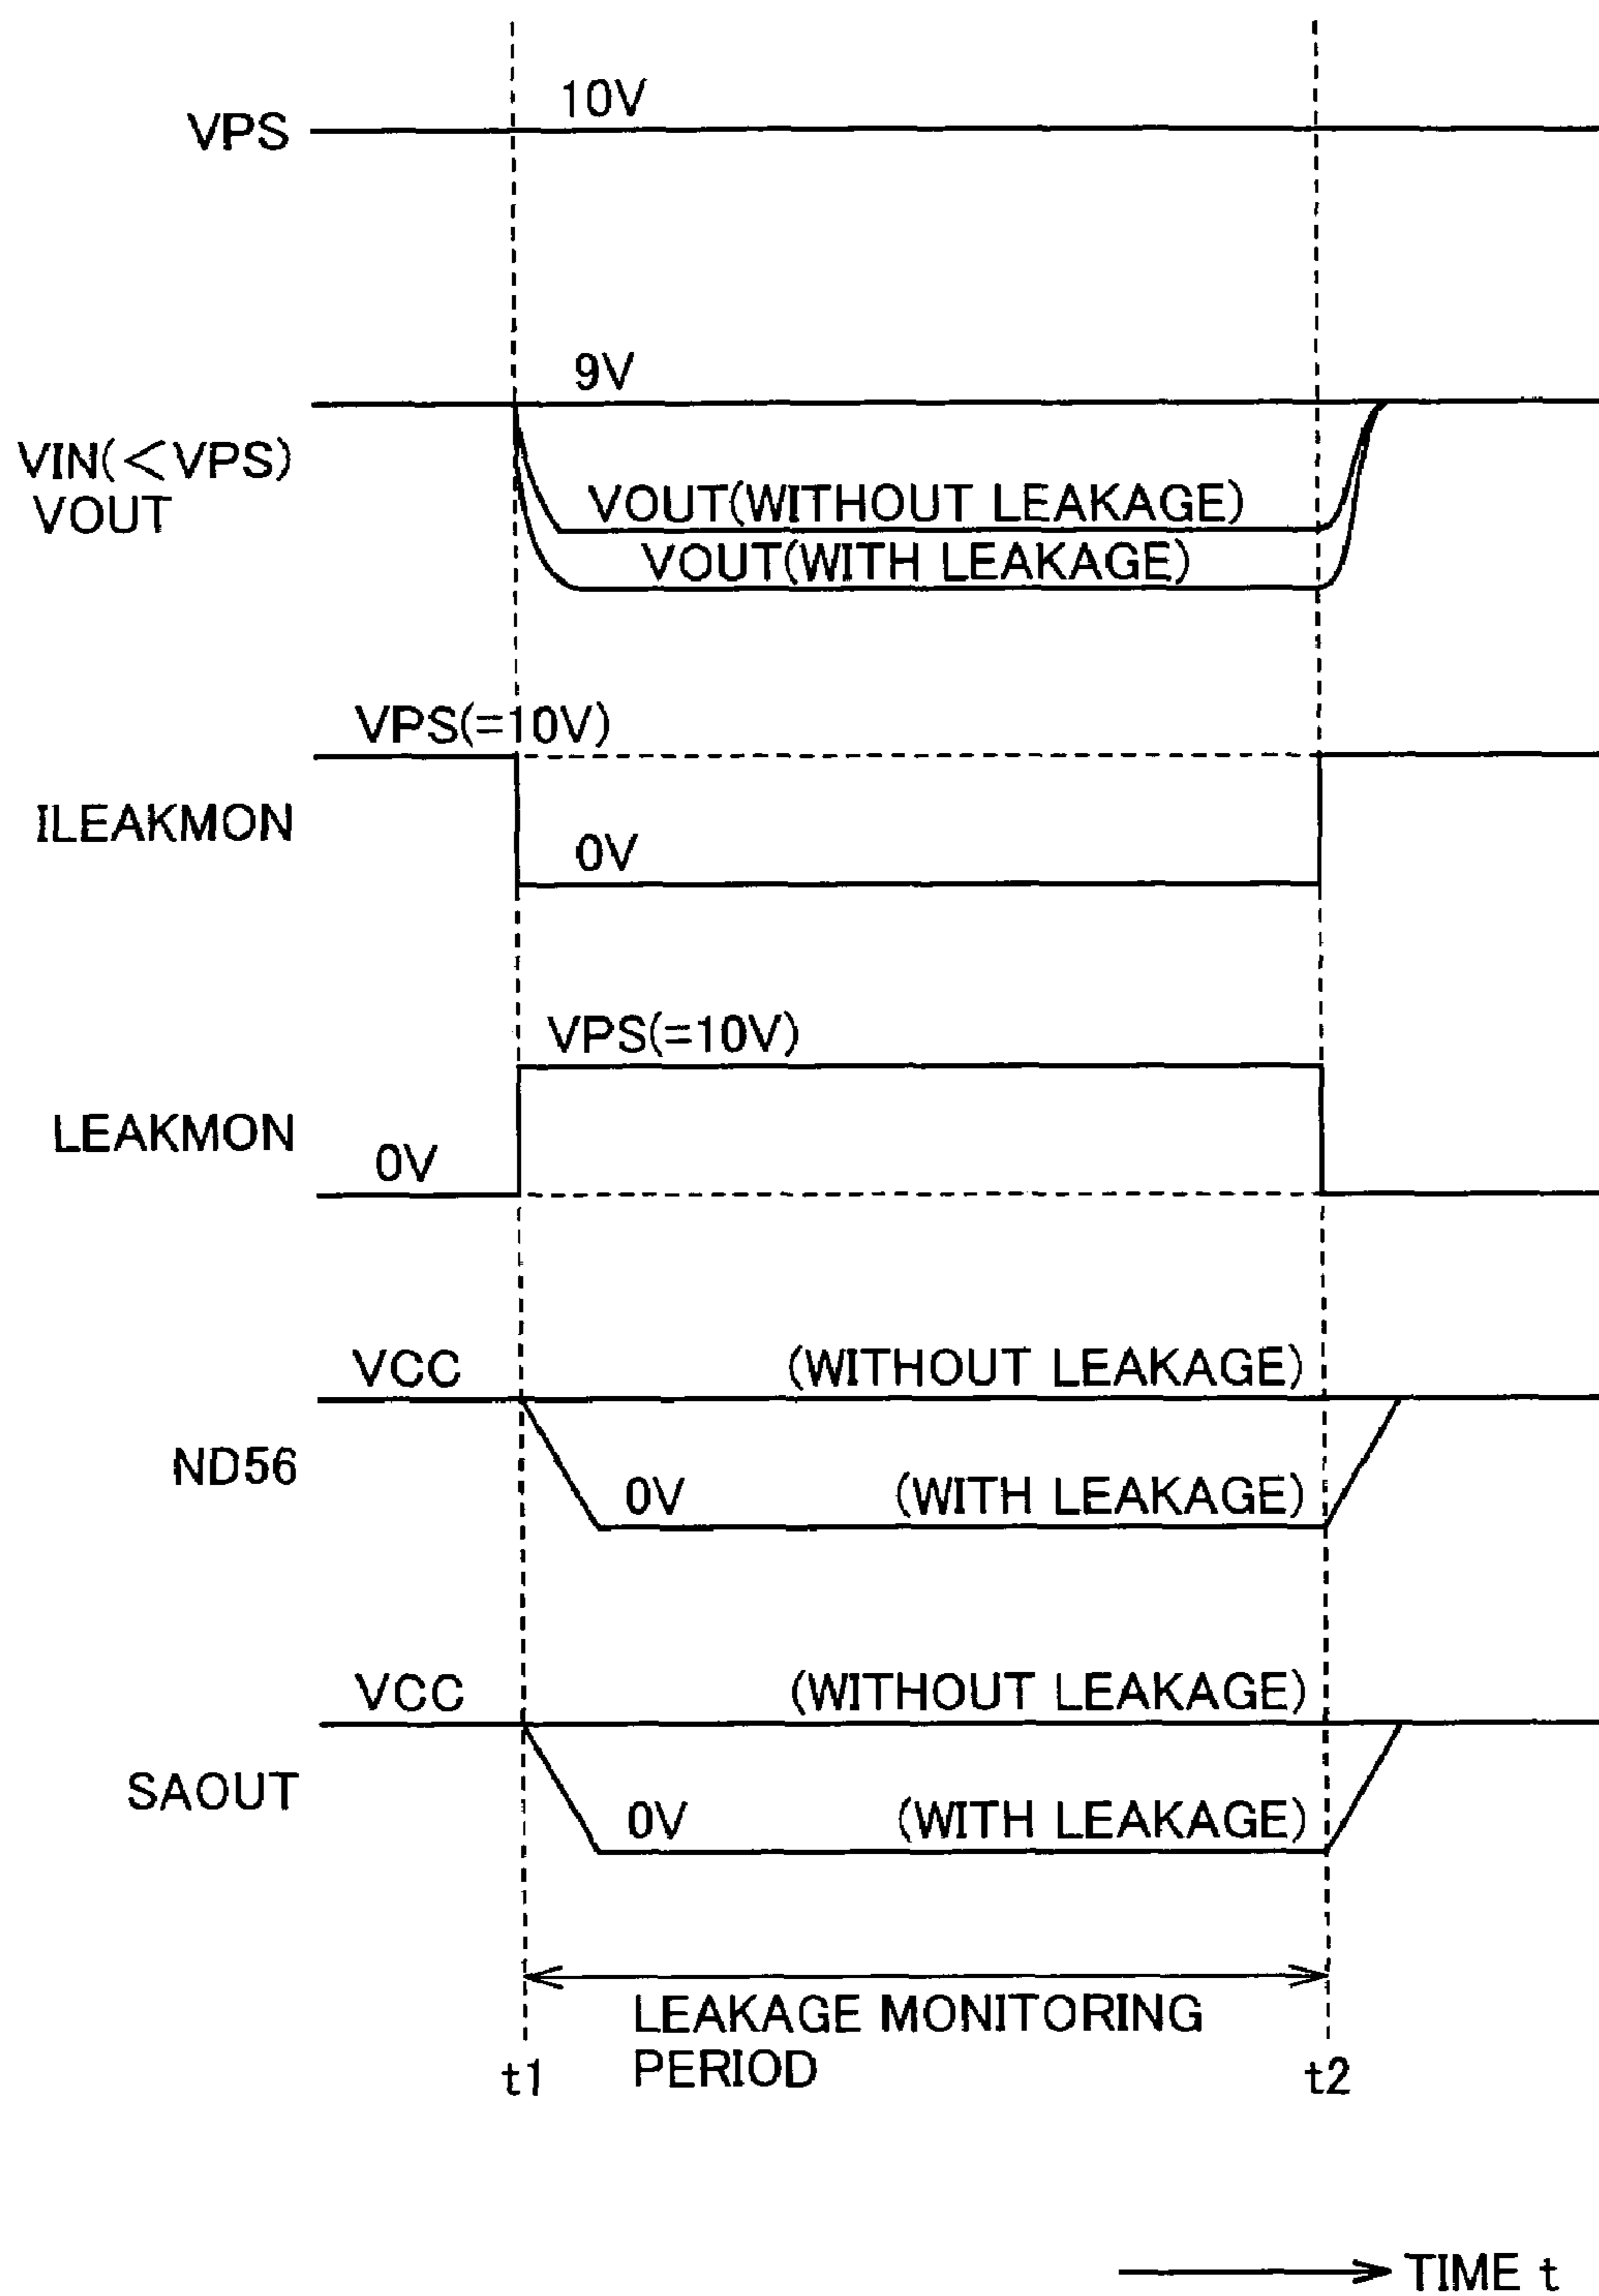 10V
VPS
9V
VIN(<VPS)
VOUT
VOUT(WITHOUT LEAKAGE)
VOUT(WITH LEAKAGE)
VPS(=10V)
ILEAKMON
0V
VPS(=10V)
LEAKMON
0V
VCC (WITHOUT LEAKAGE)
ND56
0V (WITH LEAKAGE)
VCC (WITHOUT LEAKAGE)
SAOUT
0V (WITH LEAKAGE)
LEAKAGE MONITORING
PERIOD
t1 t2
TIME t